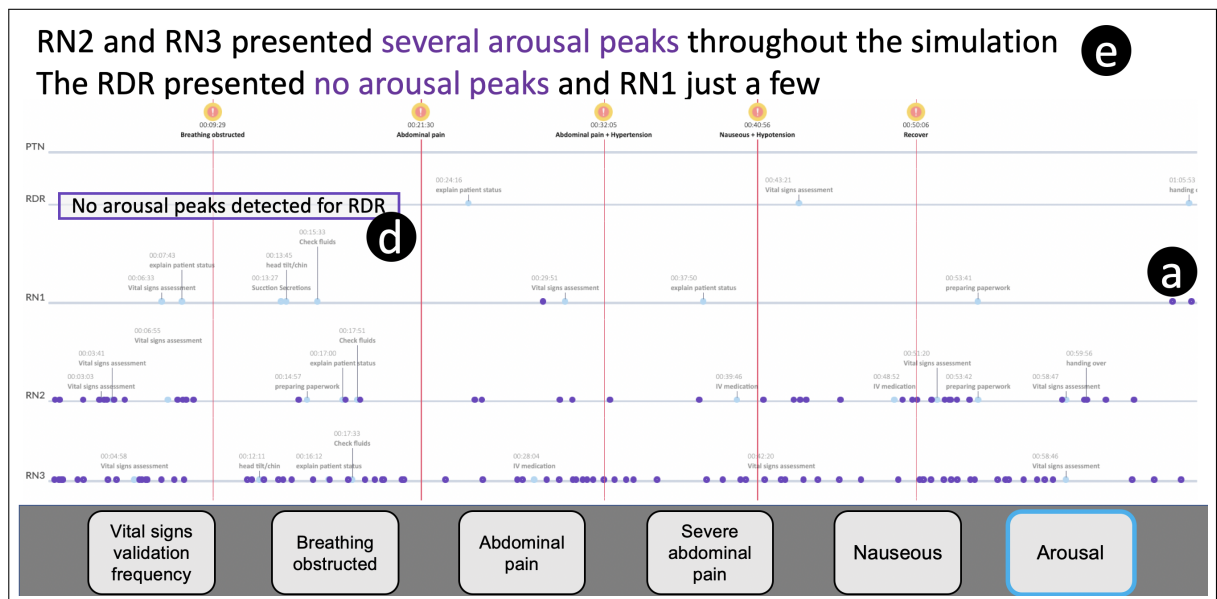 RN2 and RN3 presented several arousal peaks throughout the simulation
e
The RDR presented no arousal peaks and RN1 just a few
00:09:29
Breathing obstructed
00:21:30
Abdominal pain
00:32:05
Abdominal pain + Hypertension
00:40:56
Nauseous + Hypotension
00:50:06
Recover
PTN
RDR
00:24:16
explain patient status
00:43:21
Vital signs assessment
01:05:53
handing o
No arousal peaks detected for RDR
d
a
RN1
00:06:33
Vital signs assessment
00:07:43
explain patient status
00:13:27
Sucction Secretions
00:13:45
head tilt/chin
00:15:33
Check fluids
00:29:51
Vital signs assessment
00:37:50
explain patient status
00:53:41
preparing paperwork
RN2
00:03:03
Vital signs assessment
00:03:41
Vital signs assessment
00:06:55
Vital signs assessment
00:14:57
preparing paperwork
00:17:00
explain patient status
00:17:51
Check fluids
00:39:46
IV medication
00:48:52
IV medication
00:51:20
Vital signs assessment
00:53:42
preparing paperwork
00:58:47
Vital signs assessment
00:59:56
handing over
RN3
00:04:58
Vital signs assessment
00:12:11
head tilt/chin
00:16:12
explain patient status
00:17:33
Check fluids
00:28:04
IV medication
00:42:20
Vital signs assessment
00:58:46
Vital signs assessment
Vital signs
validation
frequency
Breathing
obstructed
Abdominal
pain
Severe
abdominal
pain
Nauseous
Arousal